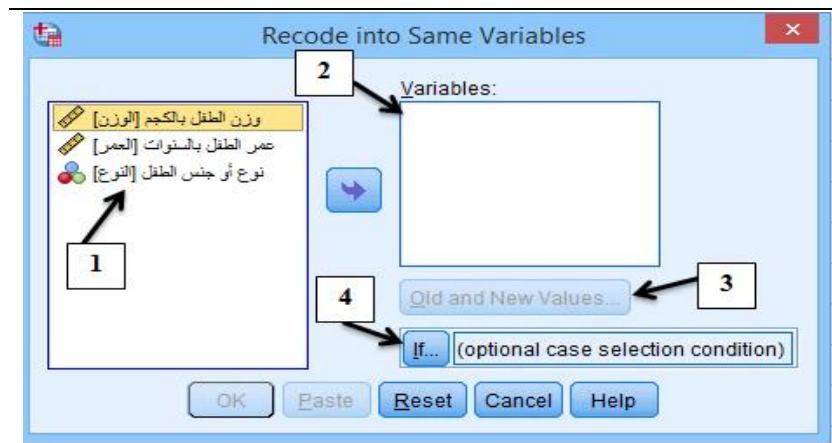 Recode into Same Variables
2
Variables:
وزن الطفل بالكجم [الوزن]
عمر الطفل بالسنوات [العمر]
نوع أو جنس الطفل [النوع]
1
4
Old and New Values...
3
If... (optional case selection condition)
OK Paste Reset Cancel Help